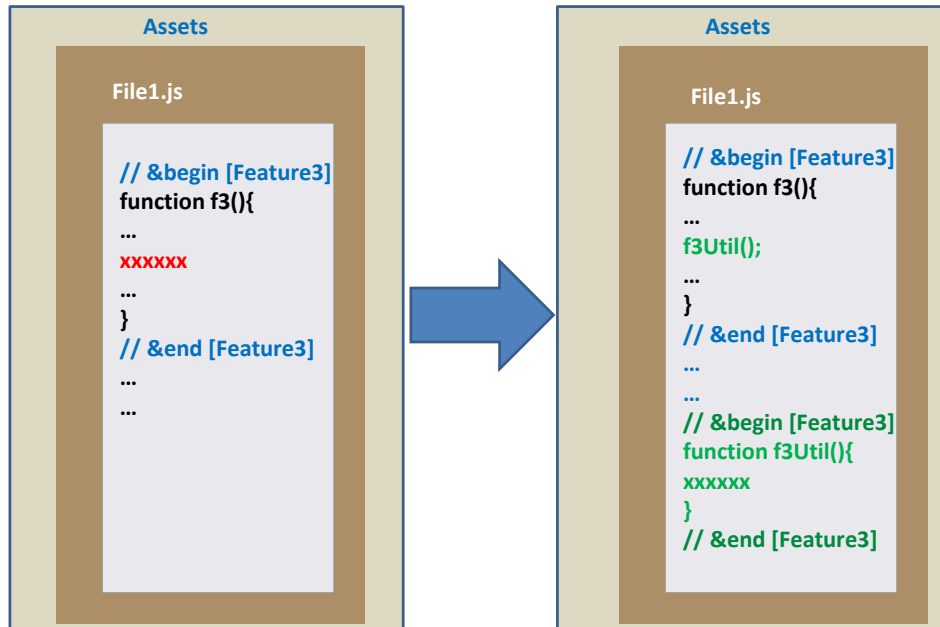 Assets
File1.js
// &begin [Feature3]
function f3(){
...
xxxxxx
...
}
// &end [Feature3]
...
...
Assets
File1.js
// &begin [Feature3]
function f3(){
...
f3Util();
...
}
// &end [Feature3]
...
...
// &begin [Feature3]
function f3Util(){
xxxxxx
}
// &end [Feature3]